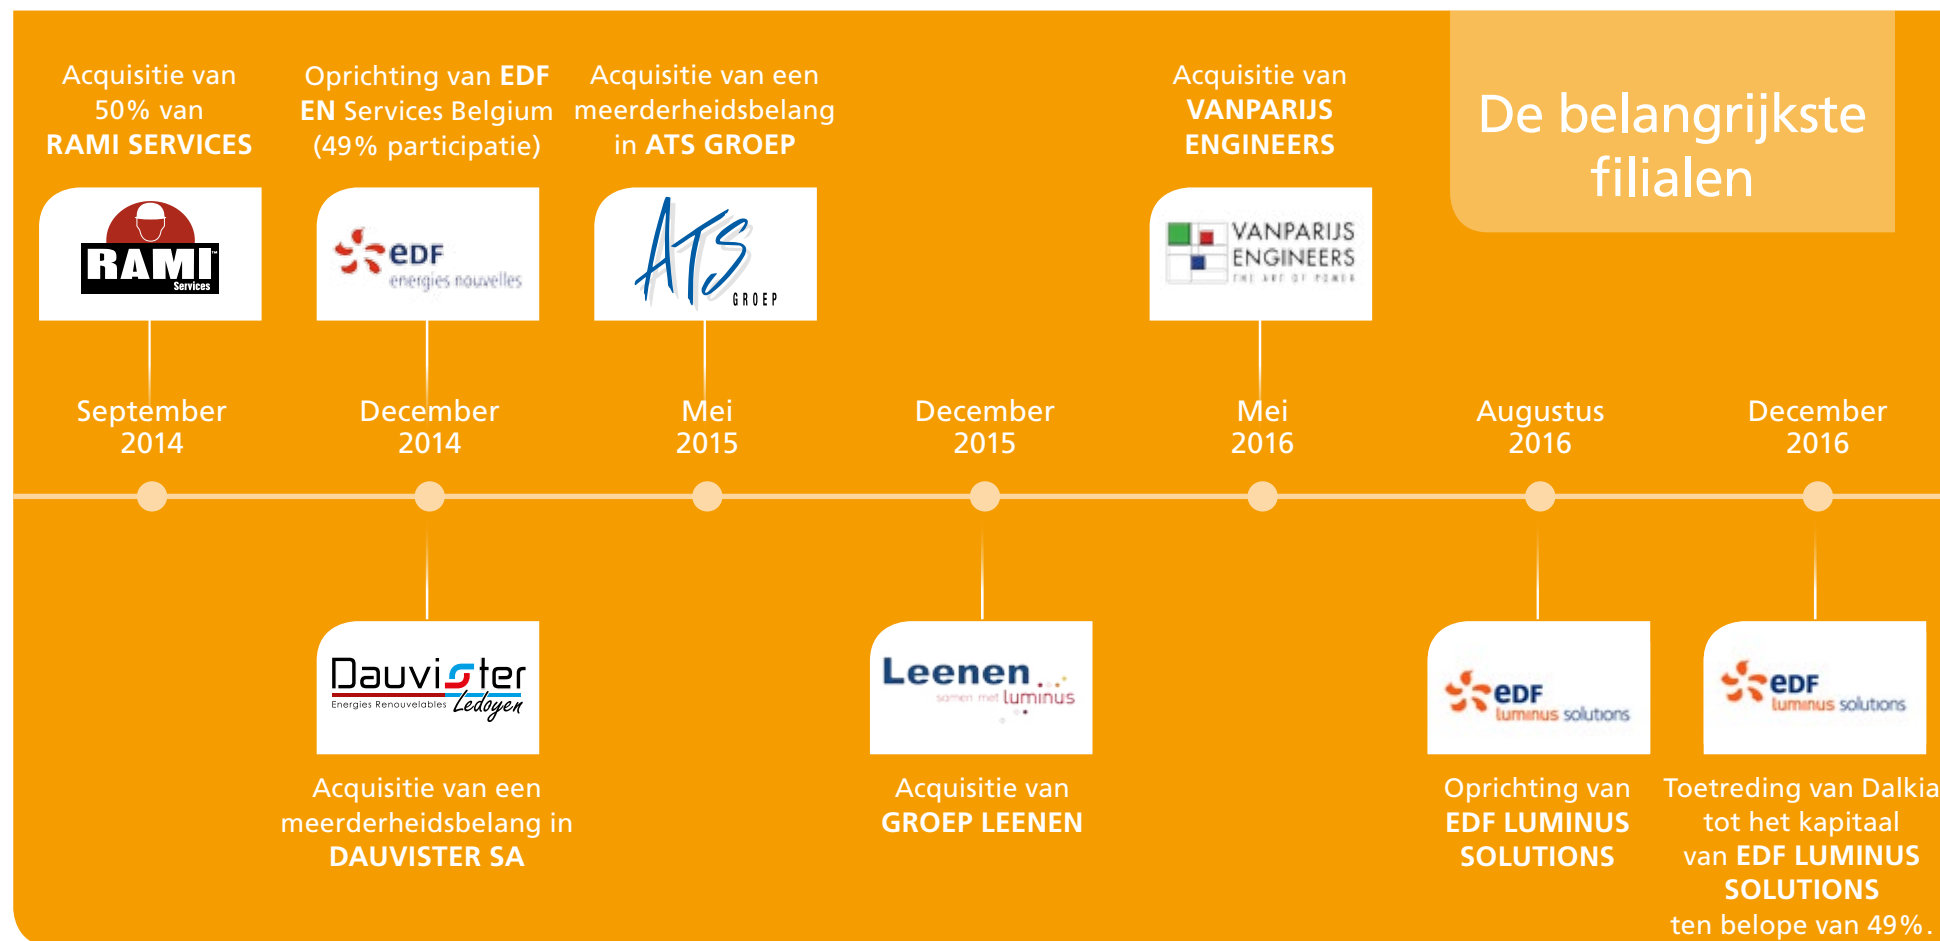 De belangrijkste
filialen
Acquisitie van
50% van
RAMI SERVICES
RAMI
Services
September
2014
Oprichting van EDF
EN Services Belgium
(49% participatie)
eDF
energies nouvelles
December
2014
Dauvister
Energies Renouvelables Ledoyen
Acquisitie van een
meerderheidsbelang in
DAUVISTER SA
Acquisitie van een
meerderheidsbelang
in ATS GROEP
ATS
GROEP
Mei
2015
December
2015
Leenen
samen met luminus
Acquisitie van
GROEP LEENEN
Acquisitie van
VANPARIJS
ENGINEERS
VANPARIJS
ENGINEERS
THE ART OF POWER
Mei
2016
Augustus
2016
eDF
luminus solutions
Oprichting van
EDF LUMINUS
SOLUTIONS
December
2016
eDF
luminus solutions
Toetreding van Dalkia
tot het kapitaal
van EDF LUMINUS
SOLUTIONS
ten belope van 49%.